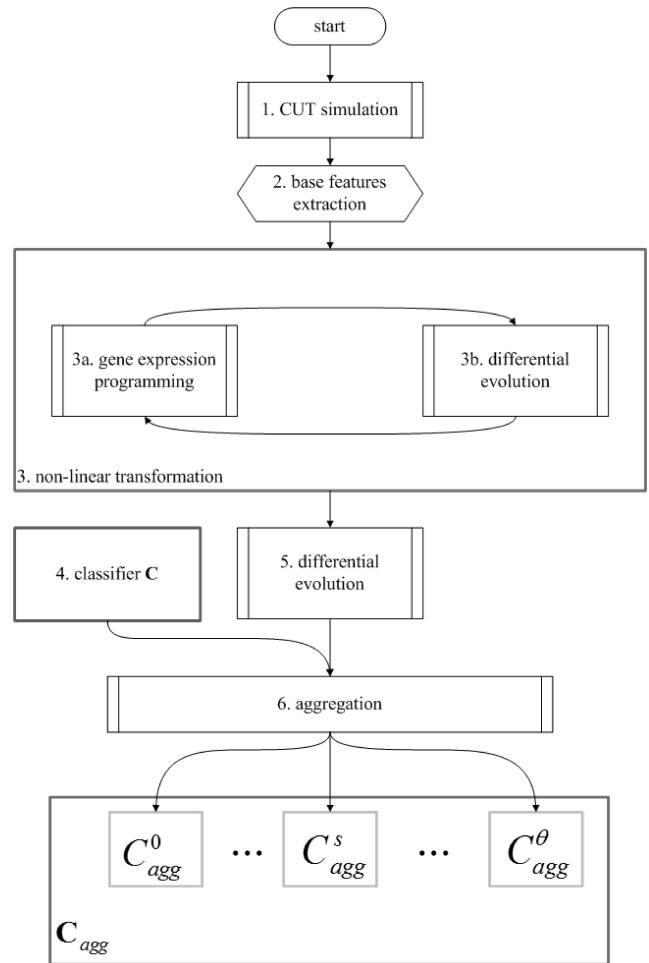 start
1. CUT simulation
2. base features
extraction
3a. gene expression
programming
3b. differential
evolution
3. non-linear transformation
4. classifier C
5. differential
evolution
6. aggregation
C^0_agg ... C^s_agg ... C^θ_agg
C_agg